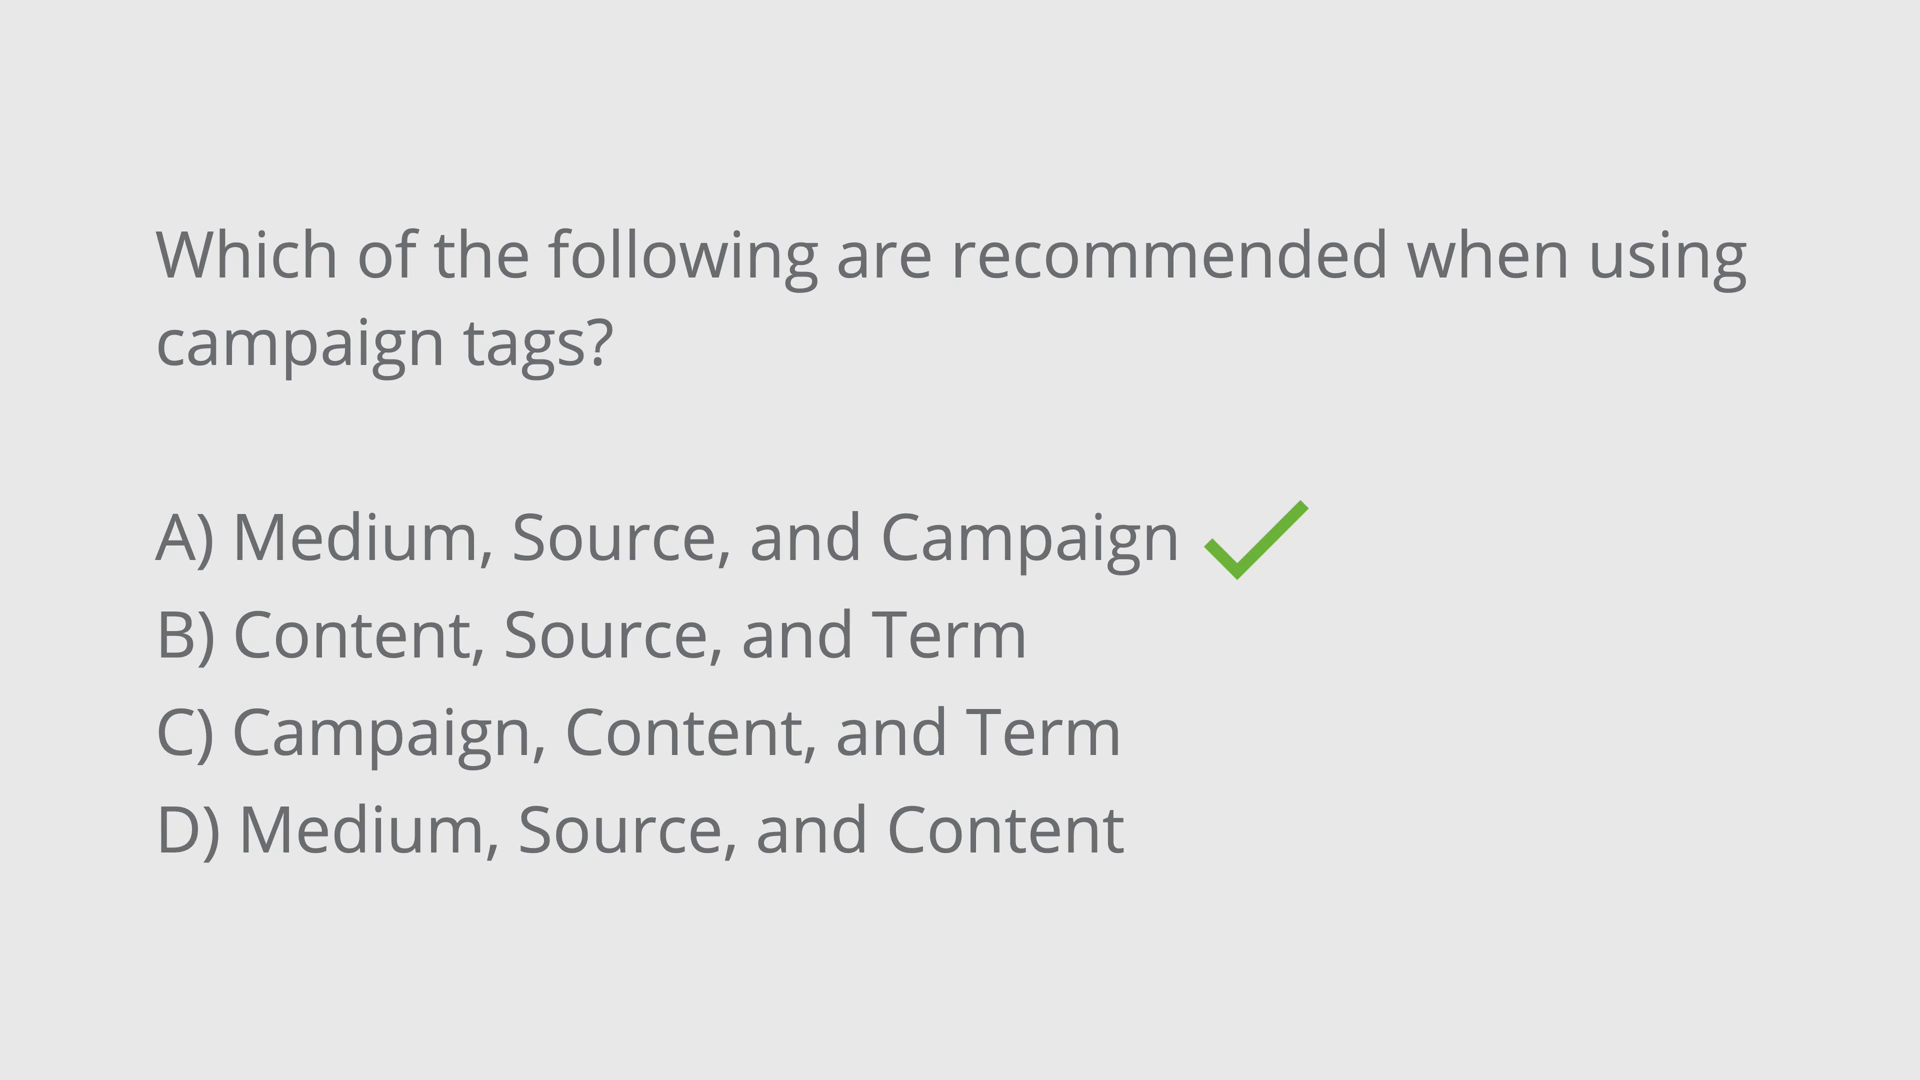 Which of the following are recommended when using
campaign tags?
A) Medium, Source, and Campaign
B) Content, Source, and Term
C) Campaign, Content, and Term
D) Medium, Source, and Content